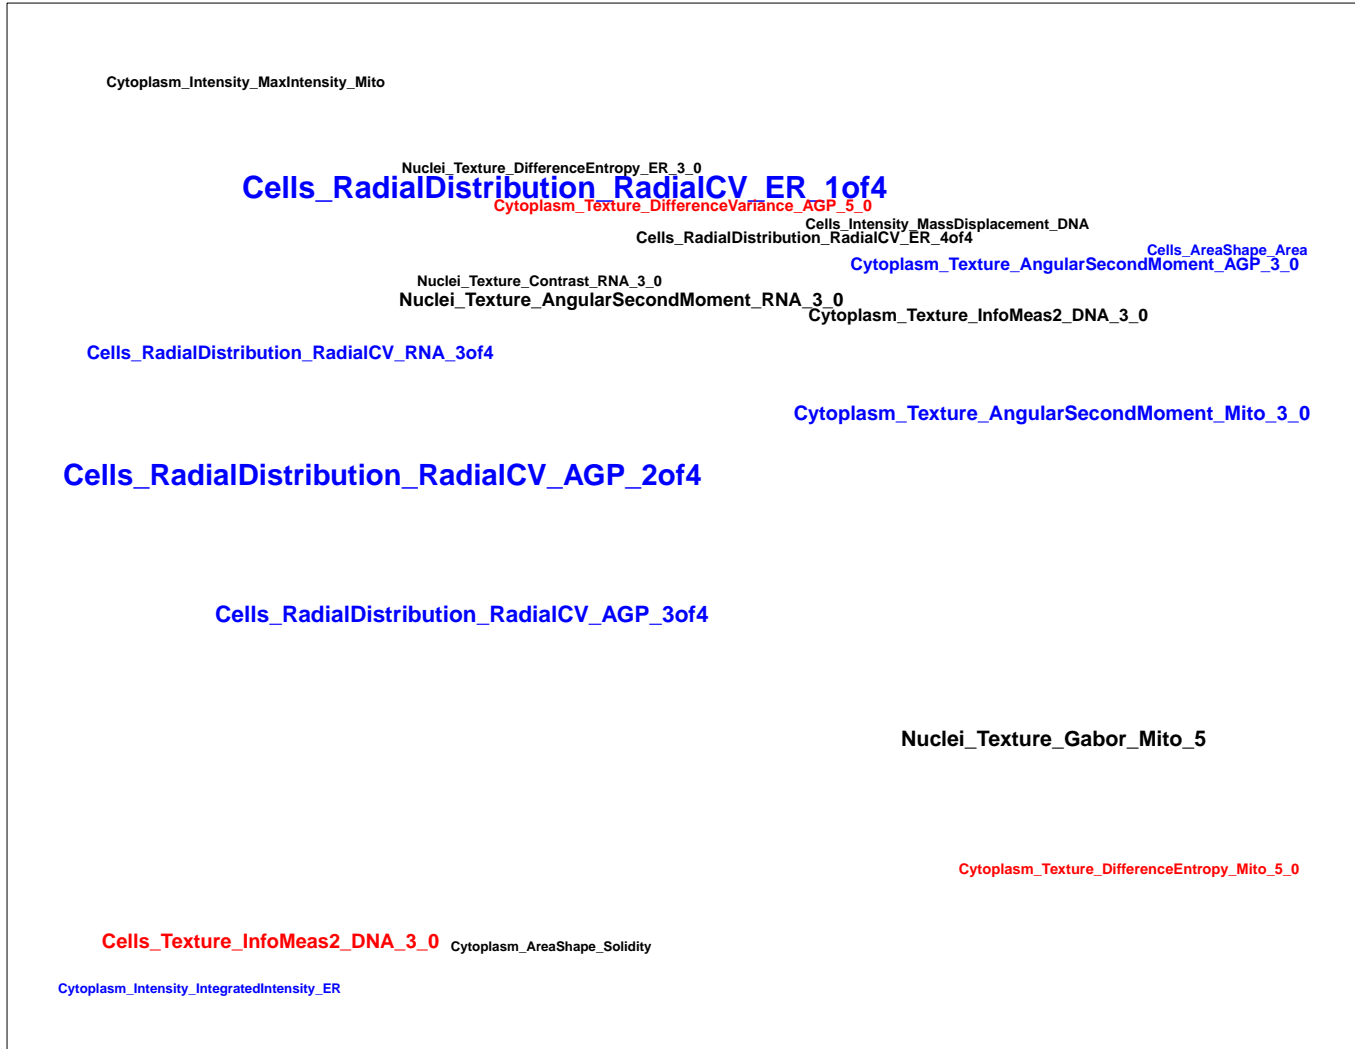 Cytoplasm_Intensity_MaxIntensity_Mito
Nuclei_Texture_DifferenceEntropy_ER_3_0
Cells_RadialDistribution_RadialCV_ER_1of4
Cytoplasm_Texture_DifferenceVariance_AGP_5_0
Cells_Intensity_MassDisplacement_DNA
Cells_RadialDistribution_RadialCV_ER_4of4
Cells_AreaShape_Area
Cytoplasm_Texture_AngularSecondMoment_AGP_3_0
Nuclei_Texture_Contrast_RNA_3_0
Nuclei_Texture_AngularSecondMoment_RNA_3_0
Cytoplasm_Texture_InfoMeas2_DNA_3_0
Cells_RadialDistribution_RadialCV_RNA_3of4
Cytoplasm_Texture_AngularSecondMoment_Mito_3_0
Cells_RadialDistribution_RadialCV_AGP_2of4
Cells_RadialDistribution_RadialCV_AGP_3of4
Nuclei_Texture_Gabor_Mito_5
Cytoplasm_Texture_DifferenceEntropy_Mito_5_0
Cells_Texture_InfoMeas2_DNA_3_0
Cytoplasm_AreaShape_Solidity
Cytoplasm_Intensity_IntegratedIntensity_ER